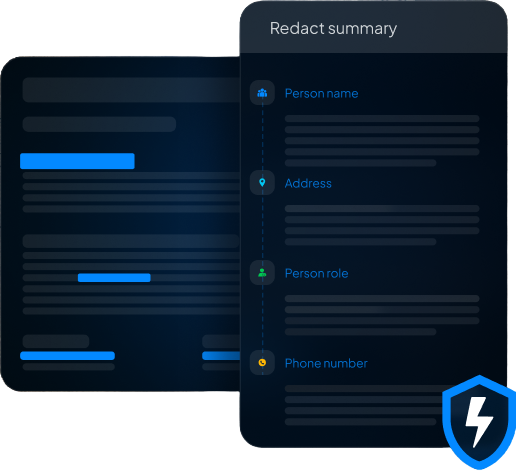 Redact summary
Person name
Address
Person role
Phone number